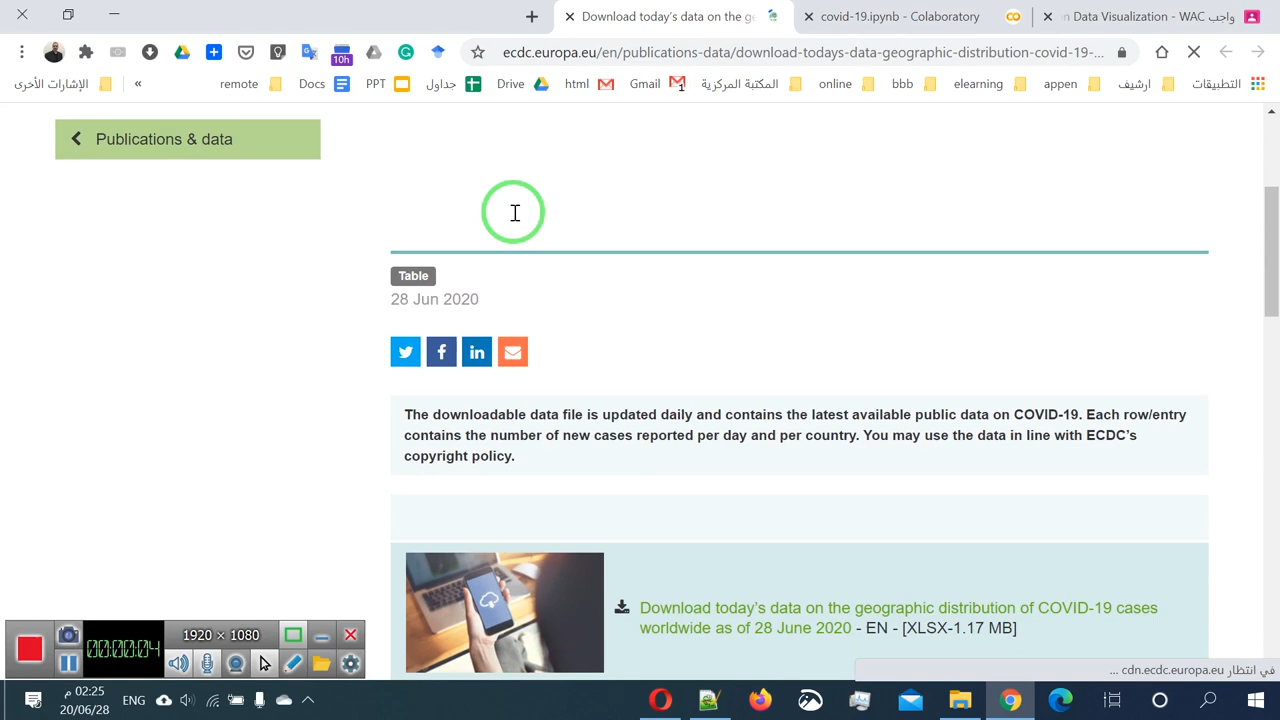 Download today's data on the ge
covid-19.ipynb - Colaboratory
in Data Visualization - WAC واجب
ecdc.europa.eu/en/publications-data/download-todays-data-geographic-distribution-covid-19-...
10h
الإشارات الأخرى
«
remote
Docs
PPT
جداول
Drive
html
Gmail
المكتبة المركزية
online
bbb
elearning
appen
ارشيف
التطبيقات
Publications & data
Table
28 Jun 2020
The downloadable data file is updated daily and contains the latest available public data on COVID-19. Each row/entry
contains the number of new cases reported per day and per country. You may use the data in line with ECDC's
copyright policy.
Download today's data on the geographic distribution of COVID-19 cases
worldwide as of 28 June 2020 - EN - [XLSX-1.17 MB]
00:00:04
1920 × 1080
في انتظار cdn.ecdc.europa.eu ...
02:25 م
20/06/28
ENG